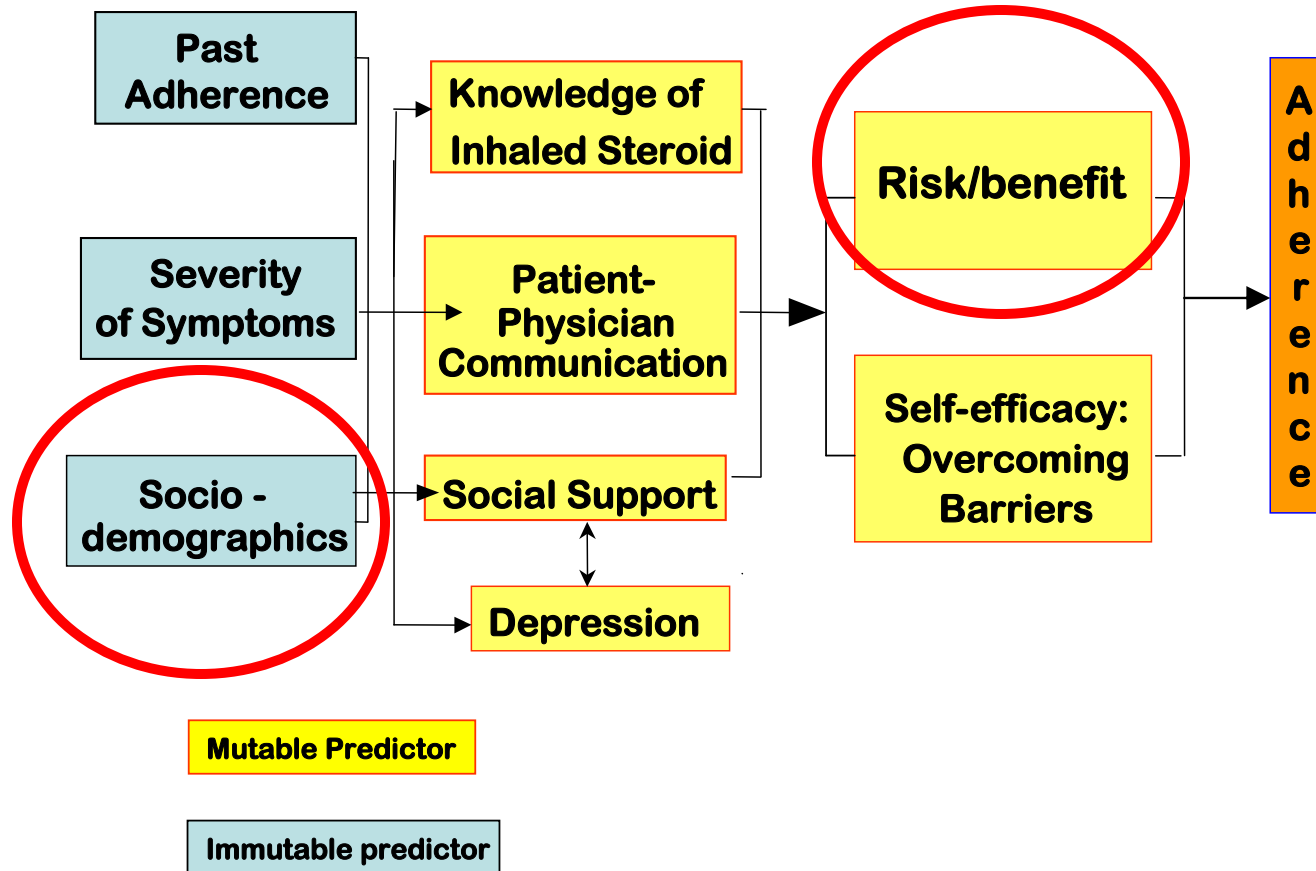 Past
Adherence
Severity
of Symptoms
Socio -
demographics
Knowledge of
Inhaled Steroid
Patient-
Physician
Communication
Social Support
Depression
Risk/benefit
Self-efficacy:
Overcoming
Barriers
A
d
h
e
r
e
n
c
e
Mutable Predictor
Immutable predictor